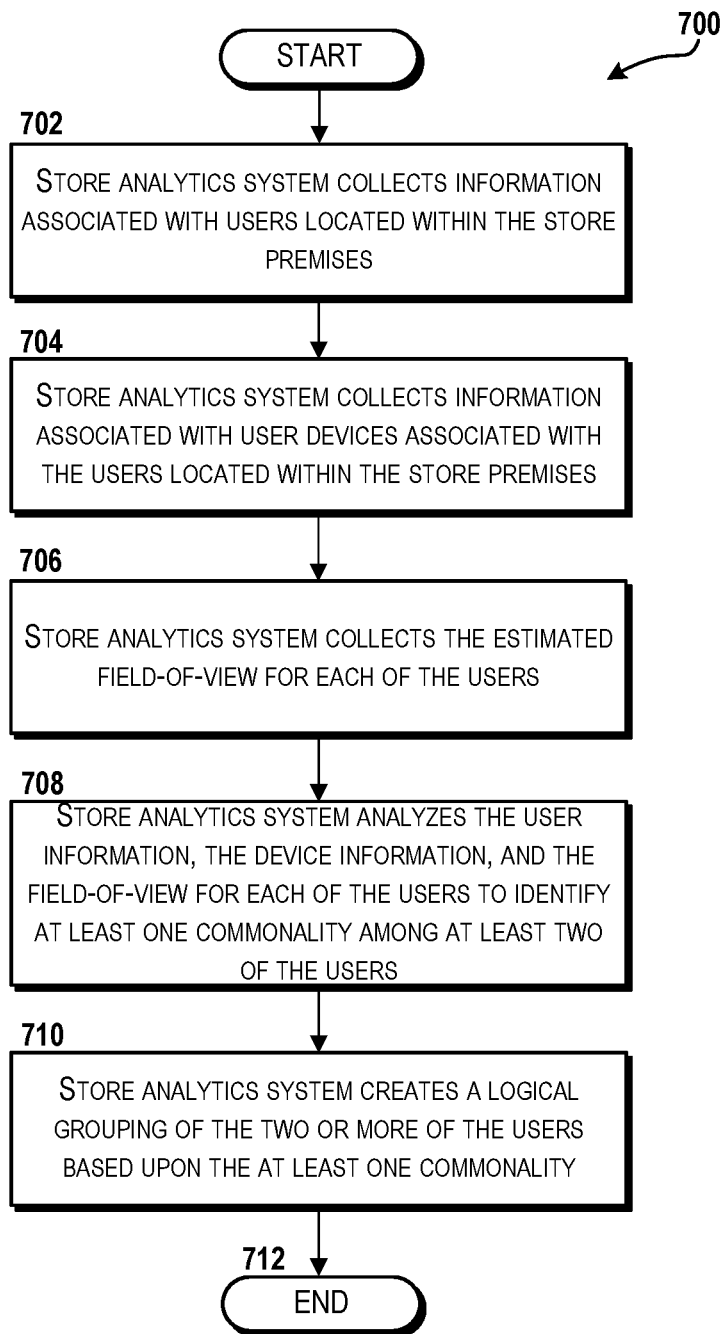 700
START
702
STORE ANALYTICS SYSTEM COLLECTS INFORMATION
ASSOCIATED WITH USERS LOCATED WITHIN THE STORE
PREMISES
704
STORE ANALYTICS SYSTEM COLLECTS INFORMATION
ASSOCIATED WITH USER DEVICES ASSOCIATED WITH
THE USERS LOCATED WITHIN THE STORE PREMISES
706
STORE ANALYTICS SYSTEM COLLECTS THE ESTIMATED
FIELD-OF-VIEW FOR EACH OF THE USERS
708
STORE ANALYTICS SYSTEM ANALYZES THE USER
INFORMATION, THE DEVICE INFORMATION, AND THE
FIELD-OF-VIEW FOR EACH OF THE USERS TO IDENTIFY
AT LEAST ONE COMMONALITY AMONG AT LEAST TWO
OF THE USERS
710
STORE ANALYTICS SYSTEM CREATES A LOGICAL
GROUPING OF THE TWO OR MORE OF THE USERS
BASED UPON THE AT LEAST ONE COMMONALITY
712
END